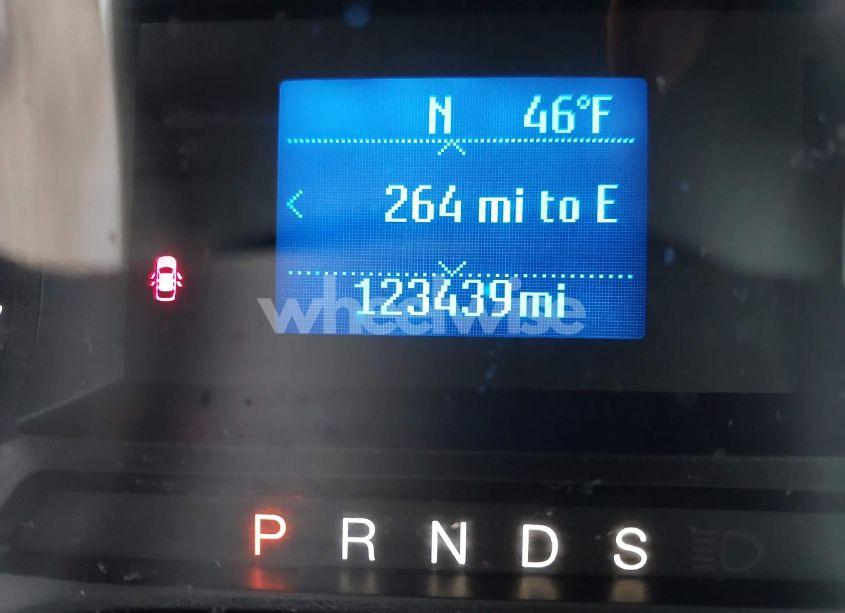 N 46°F
264 mi to E
123439mi
wheelwise
P R N D S